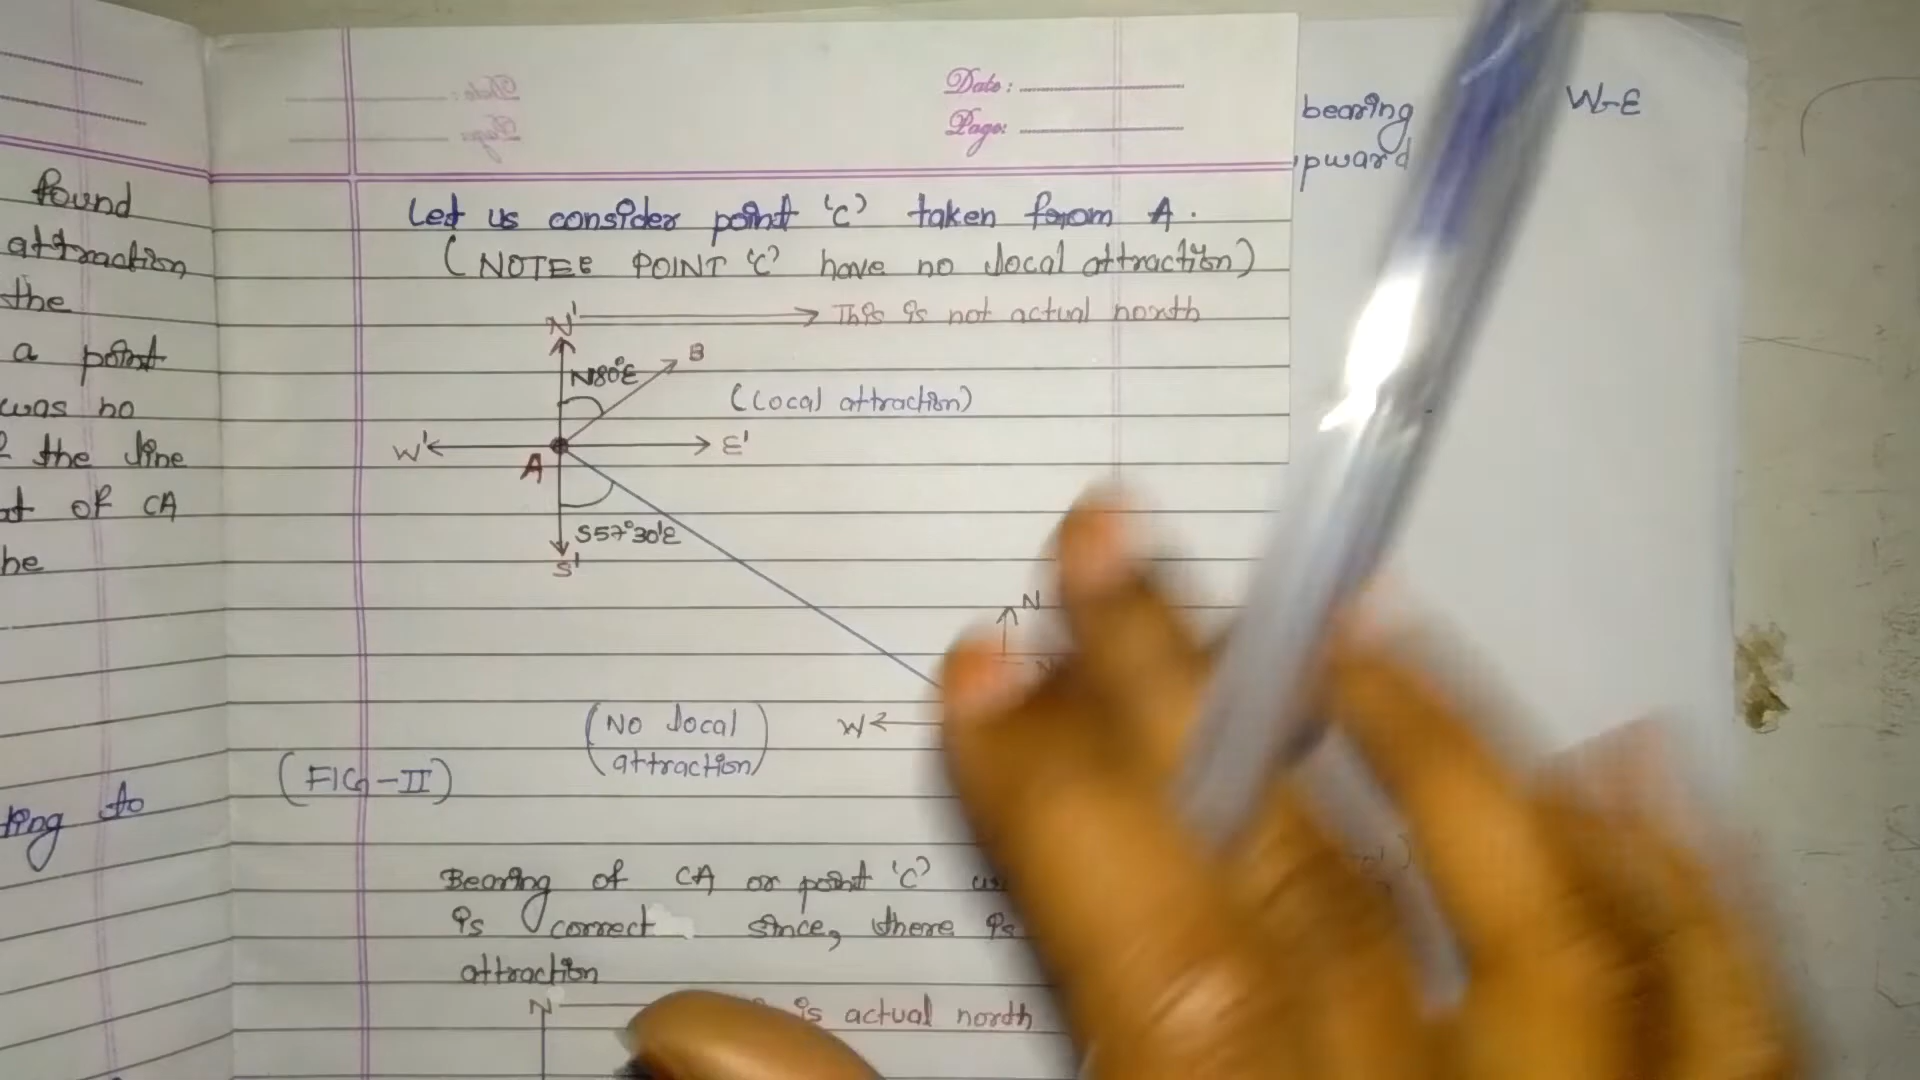 found
attraction
the
a point
was no
the line
of CA
he
to
Date:
Page:
bearing
W-E
pward
Let us consider point 'C' taken from A.
(NOTE: POINT 'C' have no local attraction)
N' → This is not actual north
N80°E
B
(Local attraction)
W'
E'
A
S57°30'E
S'
N
W
(No local
attraction)
(FIG-II)
Bearing of CA or point 'C'
is correct since, there is
attraction
N
is actual north